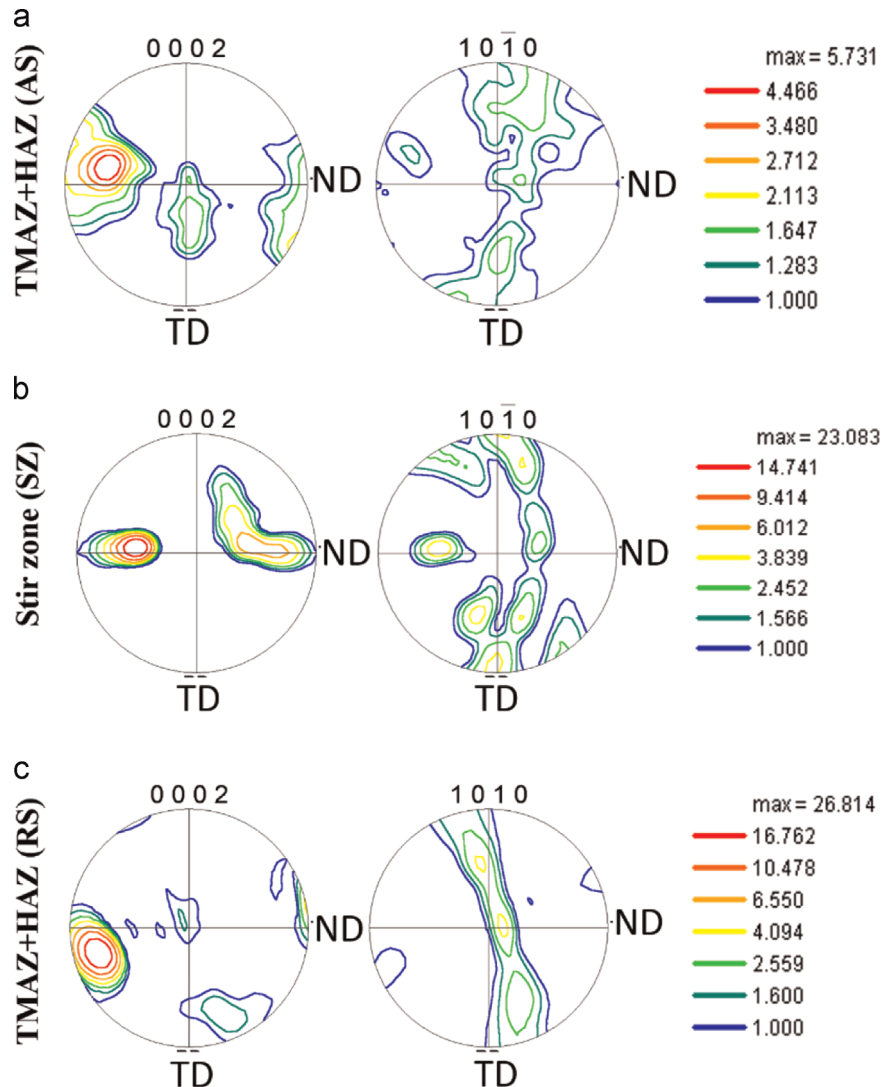 a
TMAZ+HAZ (AS)
0 0 0 2
ND
TD
1 0 1̅ 0
ND
TD
max = 5.731
4.466
3.480
2.712
2.113
1.647
1.283
1.000
b
Stir zone (SZ)
0 0 0 2
ND
TD
1 0 1̅ 0
ND
TD
max = 23.083
14.741
9.414
6.012
3.839
2.452
1.566
1.000
c
TMAZ+HAZ (RS)
0 0 0 2
ND
TD
1 0 1 0
ND
TD
max = 26.814
16.762
10.478
6.550
4.094
2.559
1.600
1.000